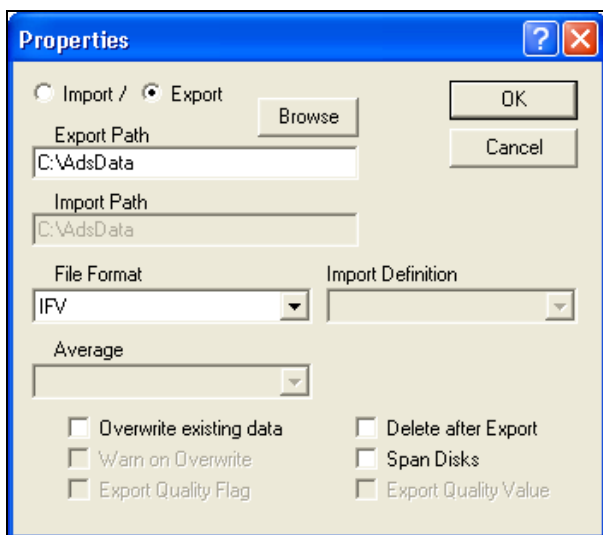 Properties
Import / Export
Browse
OK
Export Path
C:\AdsData
Cancel
Import Path
C:\AdsData
File Format
Import Definition
IFV
Average
Overwrite existing data
Delete after Export
Warn on Overwrite
Span Disks
Export Quality Flag
Export Quality Value